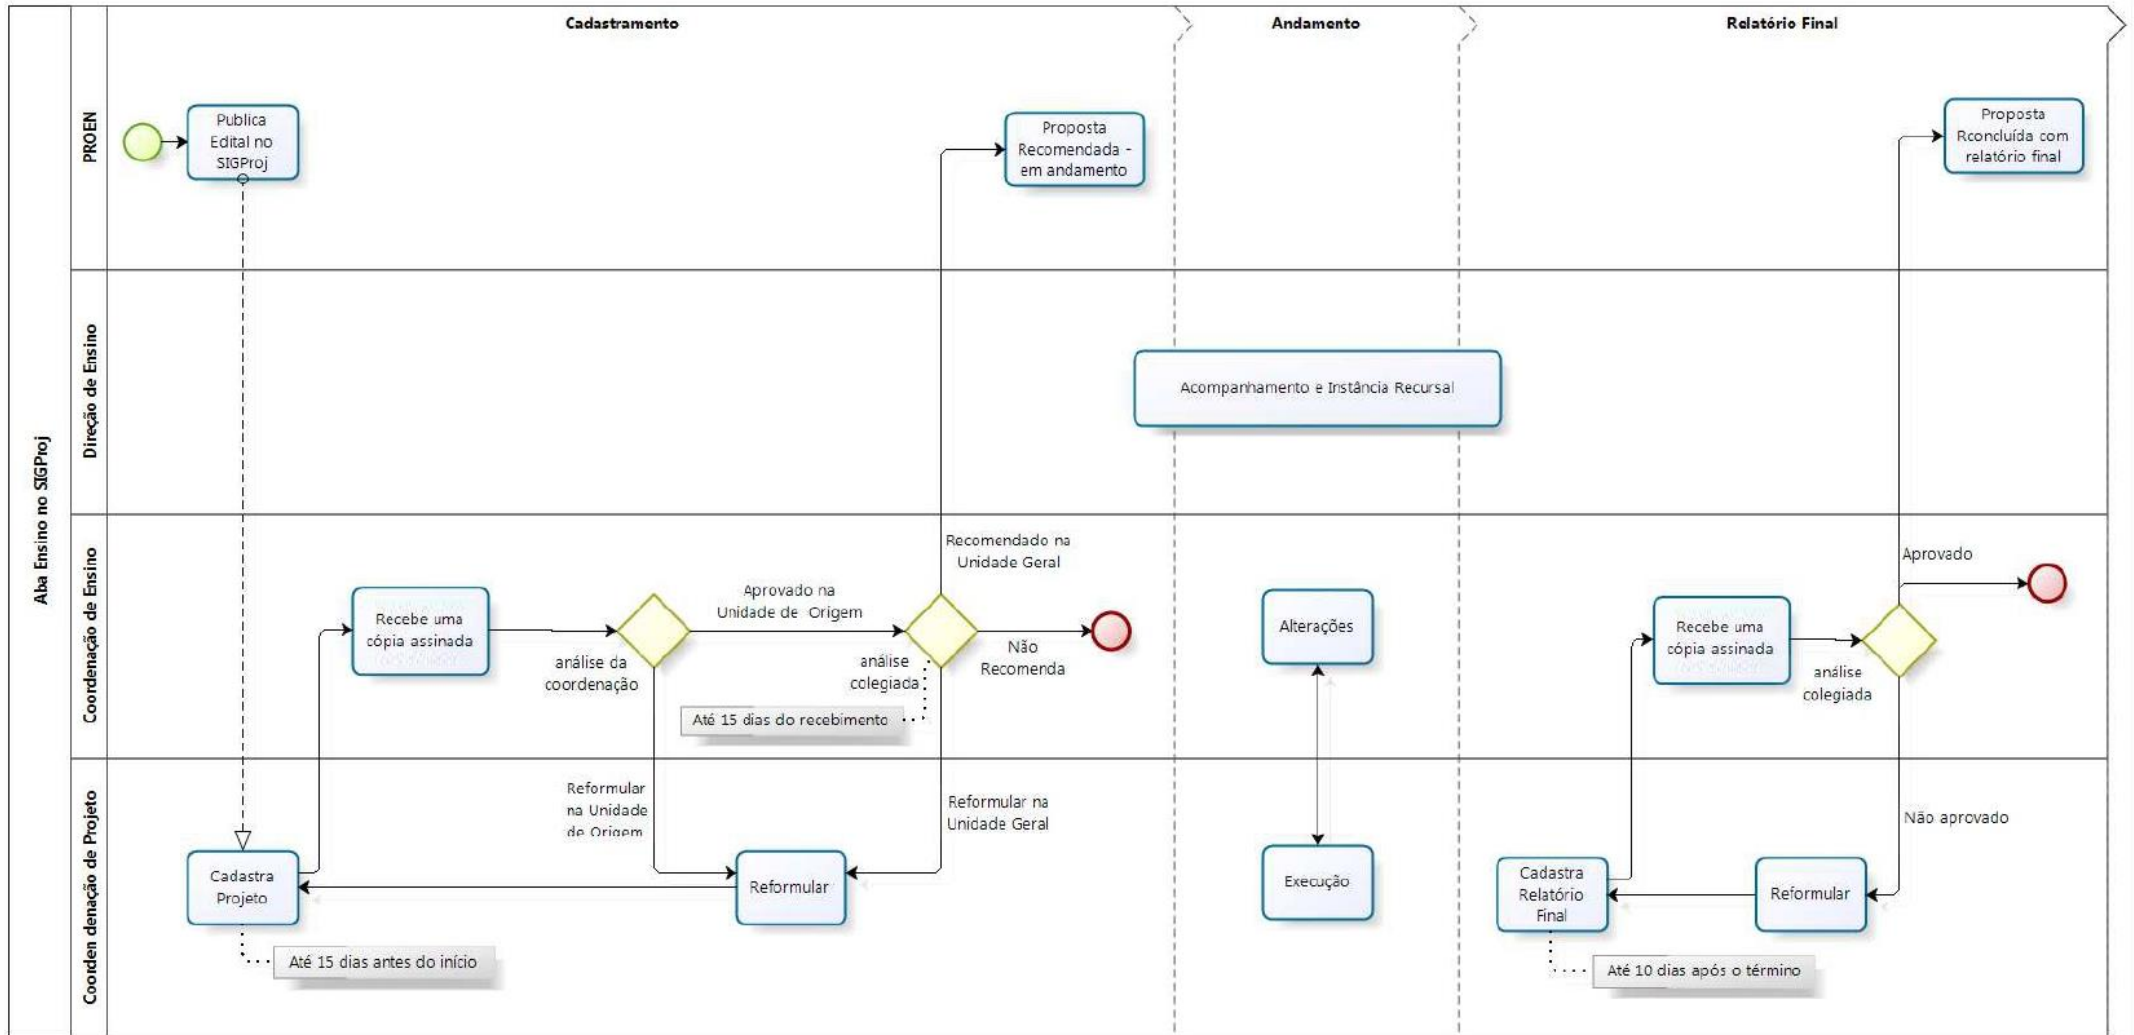 Cadastramento
Andamento
Relatório Final
Aba Ensino no SIGProj
PROEN
Publica
Edital no
SIGProj
Proposta
Recomendada -
em andamento
Proposta
Rconcluída com
relatório final
Direção de Ensino
Acompanhamento e Instância Recursal
Coordenação de Ensino
Recebe uma
cópia assinada
análise da
coordenação
Aprovado na
Unidade de Origem
Recomendado na
Unidade Geral
análise
colegiada
Não
Recomenda
Até 15 dias do recebimento
Alterações
Recebe uma
cópia assinada
análise
colegiada
Aprovado
Coorden denação de Projeto
Cadastra
Projeto
Até 15 dias antes do início
Reformular
na Unidade
de Origem
Reformular
Reformular na
Unidade Geral
Execução
Cadastra
Relatório
Final
Até 10 dias após o término
Reformular
Não aprovado